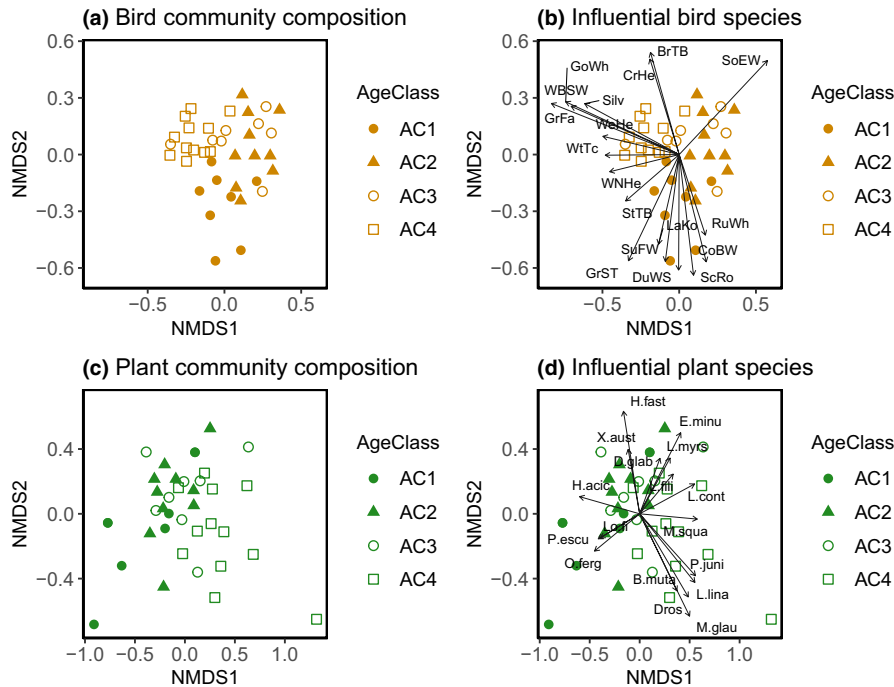 (a) Bird community composition
0.6
0.3
0.0
−0.3
−0.6
NMDS2
−0.5
0.0
0.5
NMDS1
AgeClass
AC1
AC2
AC3
AC4
(b) Influential bird species
0.6
0.3
0.0
−0.3
−0.6
NMDS2
BrTB
SoEW
GoWh
CrHe
WBSW
Silv
GrFa
WeHe
WtTc
WNHe
StTB
LaKo
RuWh
SuFW
CoBW
GrST
DuWS
ScRo
−0.5
0.0
0.5
NMDS1
AgeClass
AC1
AC2
AC3
AC4
(c) Plant community composition
0.4
0.0
−0.4
NMDS2
−1.0
−0.5
0.0
0.5
1.0
NMDS1
AgeClass
AC1
AC2
AC3
AC4
(d) Influential plant species
0.4
0.0
−0.4
NMDS2
H.fast
E.minu
X.aust
L.myrs
D.glab
L.fili
L.cont
H.acic
M.squa
P.escu
O.ferg
P.juni
B.muta
L.lina
Dros
M.glau
−1.0
−0.5
0.0
0.5
1.0
NMDS1
AgeClass
AC1
AC2
AC3
AC4